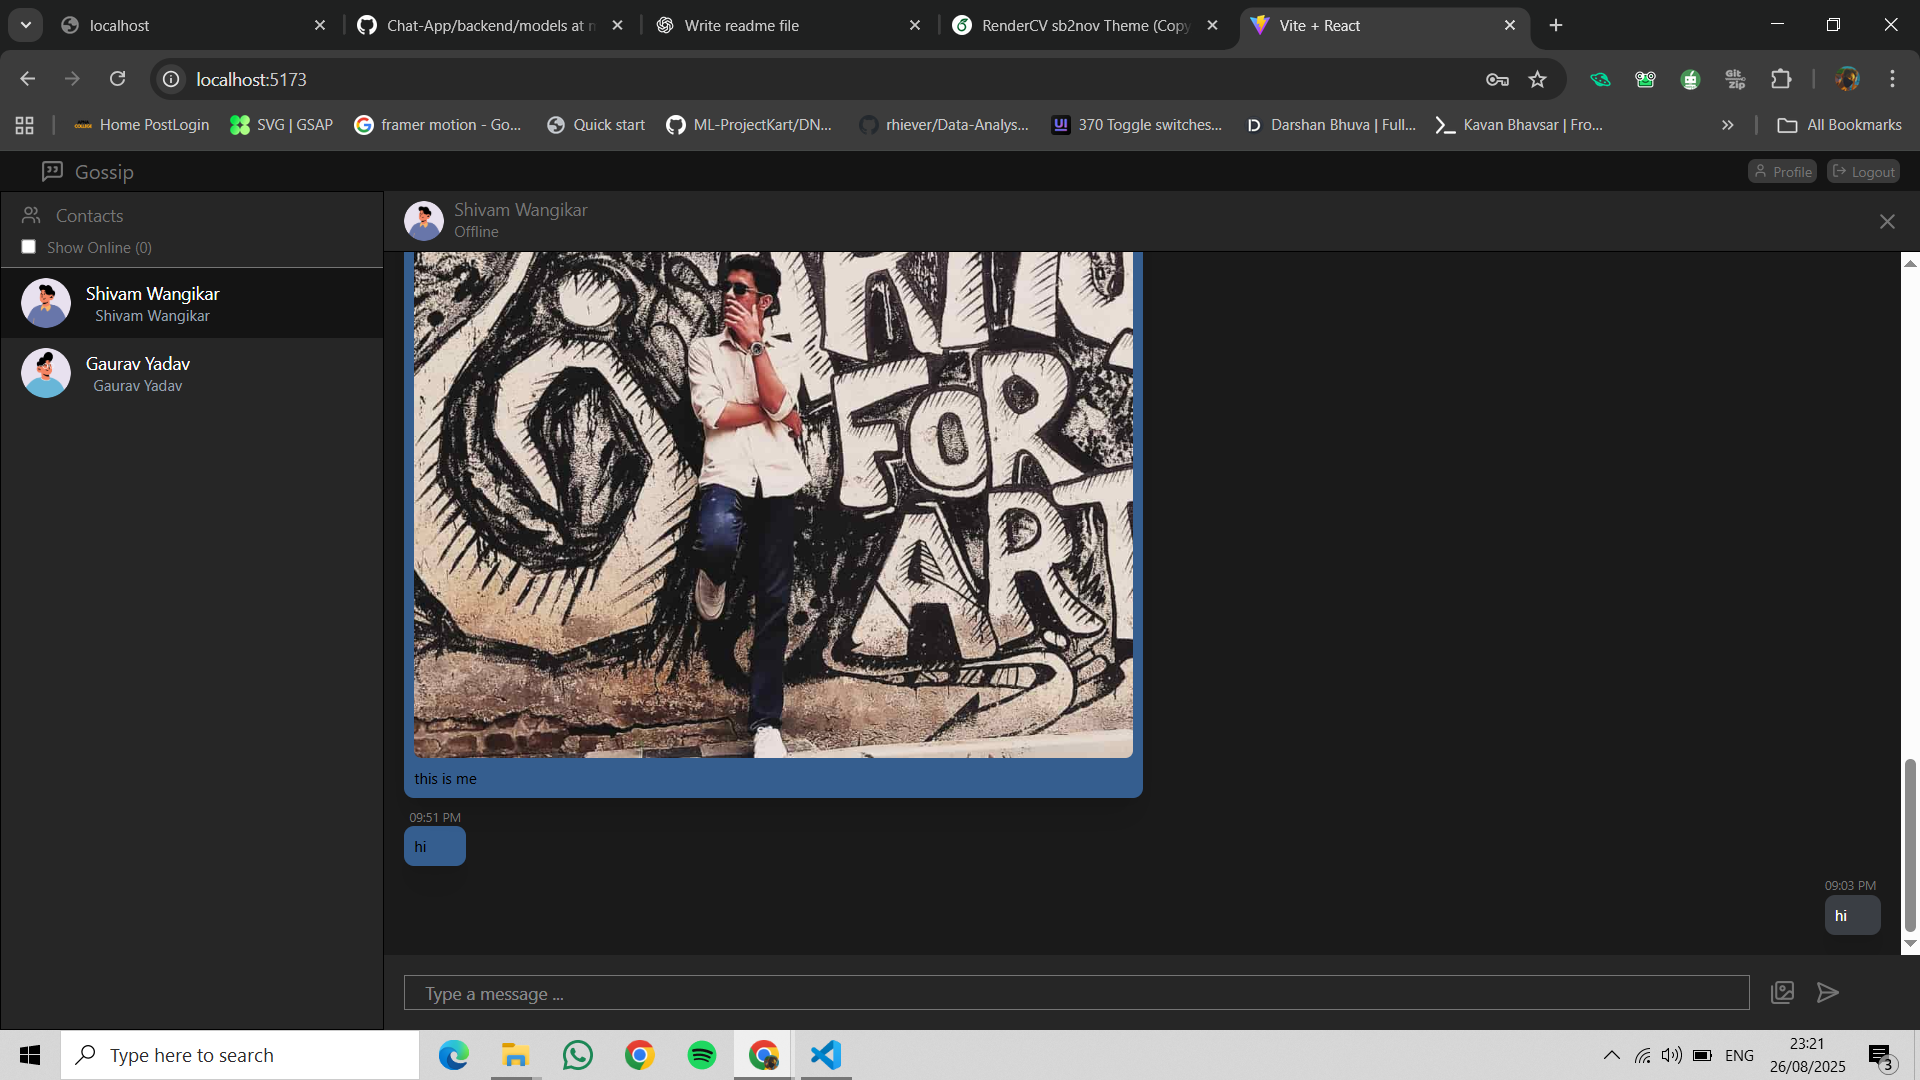 localhost
Chat-App/backend/models at
Write readme file
RenderCV sb2nov Theme (Copy
Vite + React
localhost:5173
Git
Zip
Home PostLogin
SVG | GSAP
framer motion - Go...
Quick start
ML-ProjectKart/DN...
rhiever/Data-Analys...
UI
370 Toggle switches...
D
Darshan Bhuva | Full...
Kavan Bhavsar | Fro...
All Bookmarks
Gossip
Profile
Logout
Contacts
Show Online (0)
Shivam Wangikar
Shivam Wangikar
Gaurav Yadav
Gaurav Yadav
Shivam Wangikar
Offline
FOR
ART
this is me
09:51 PM
hi
09:03 PM
hi
Type a message ...
Type here to search
ENG
23:21
26/08/2025
3